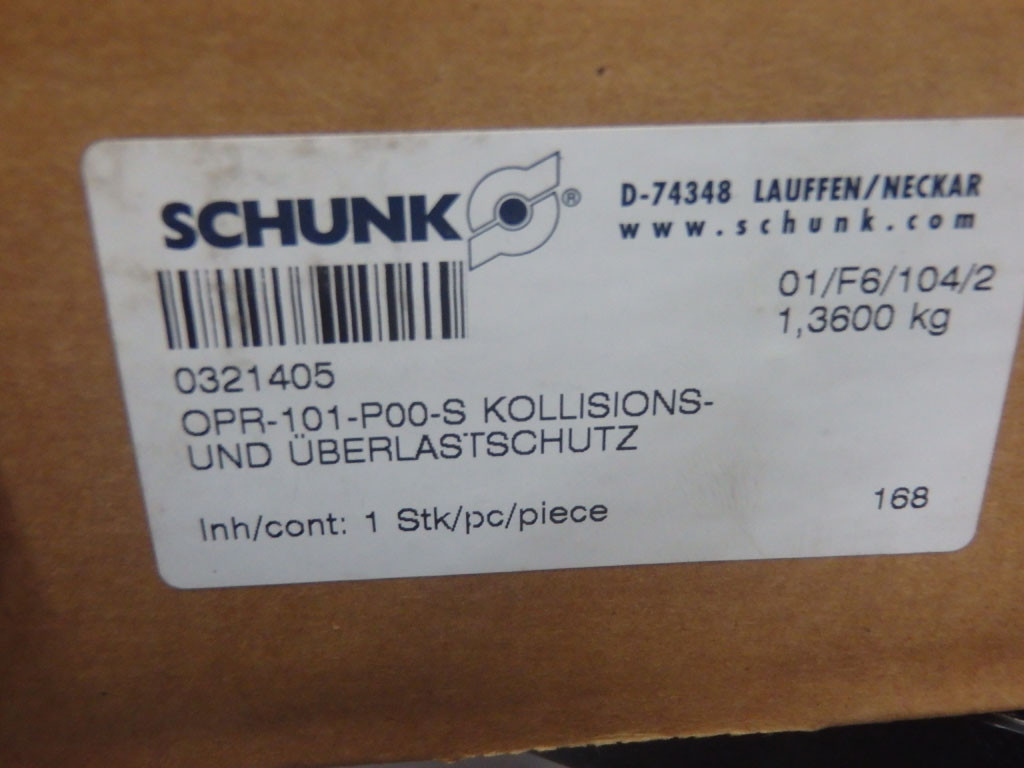 SCHUNK ®
D-74348 LAUFFEN/NECKAR
www.schunk.com
01/F6/104/2
1,3600 kg
0321405
OPR-101-P00-S KOLLISIONS-
UND ÜBERLASTSCHUTZ
Inh/cont: 1 Stk/pc/piece
168